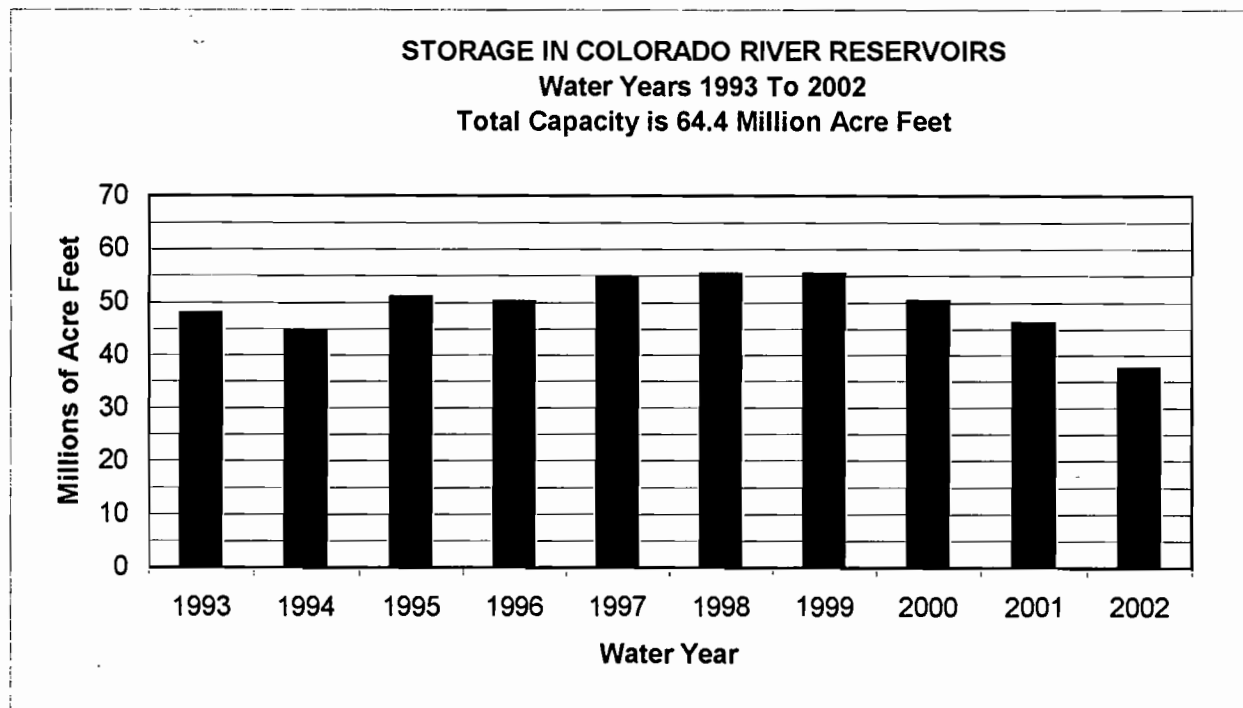 STORAGE IN COLORADO RIVER RESERVOIRS
Water Years 1993 To 2002
Total Capacity is 64.4 Million Acre Feet
Millions of Acre Feet
70
60
50
40
30
20
10
0
1993 1994 1995 1996 1997 1998 1999 2000 2001 2002
Water Year